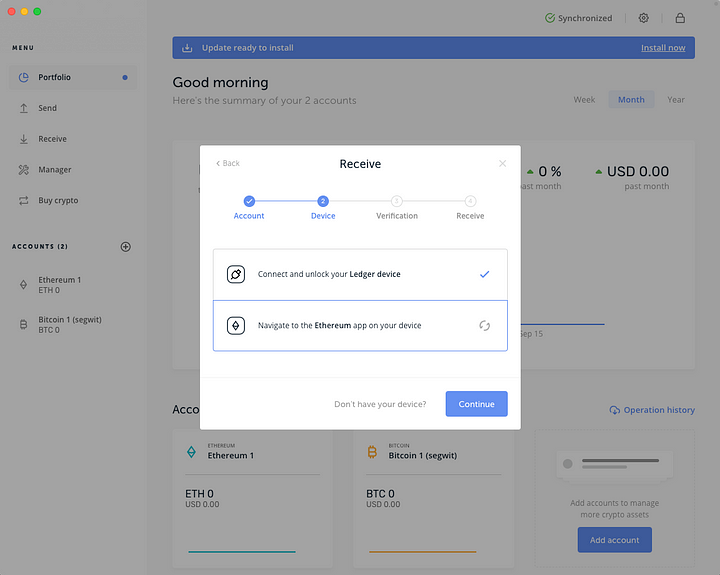 Synchronized
MENU
Update ready to install
Install now
Portfolio
Good morning
Here's the summary of your 2 accounts
Week
Month
Year
Send
Receive
Manager
Buy crypto
ACCOUNTS (2)
Ethereum 1
ETH 0
Bitcoin 1 (segwit)
BTC 0
Back
Receive
0 %
past month
USD 0.00
past month
2
3
4
Account
Device
Verification
Receive
Connect and unlock your Ledger device
Navigate to the Ethereum app on your device
Sep 15
Don't have your device?
Continue
Operation history
ETHEREUM
Ethereum 1
ETH 0
USD 0.00
BITCOIN
Bitcoin 1 (segwit)
BTC 0
USD 0.00
Add accounts to manage
more crypto assets
Add account